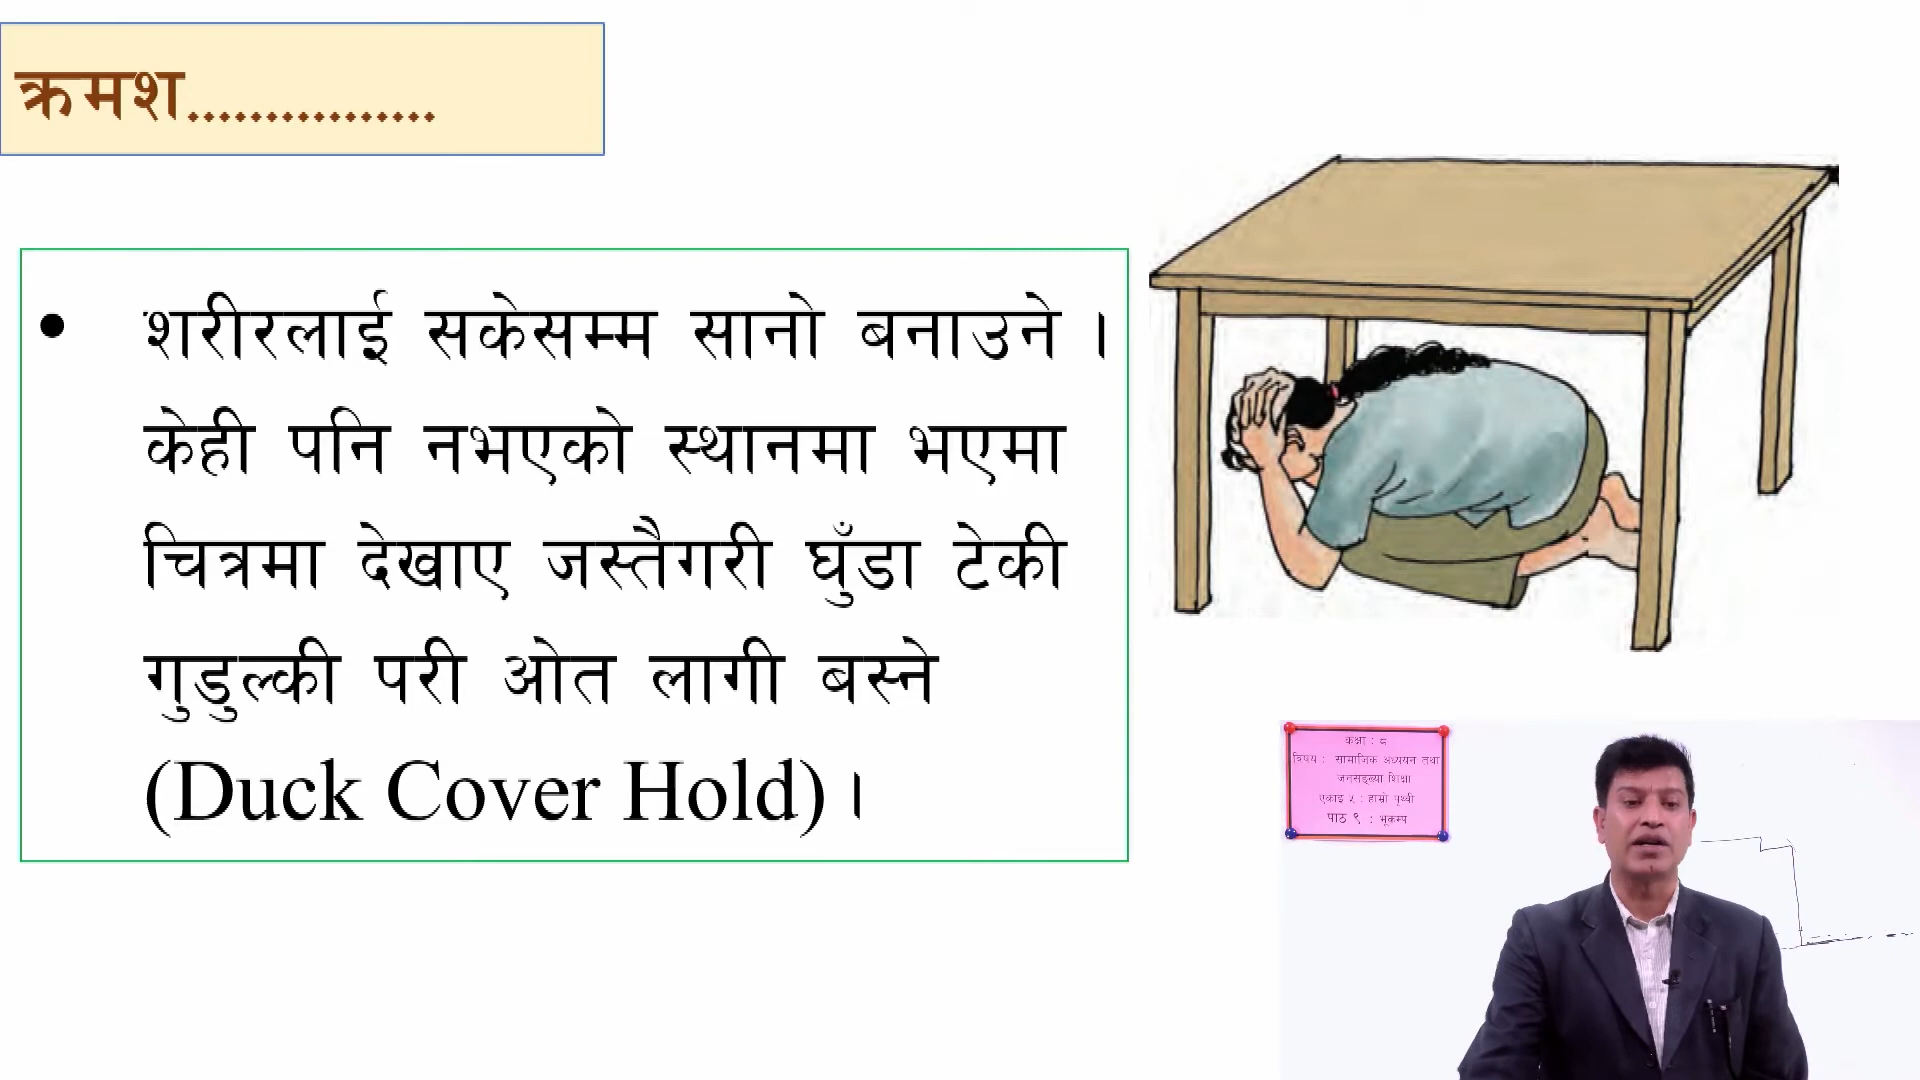 क्रमश................
• शरीरलाई सकेसम्म सानो बनाउने ।
केही पनि नभएको स्थानमा भएमा
चित्रमा देखाए जस्तैगरी घुँडा टेकी
गुडुल्की परी ओत लागी बस्ने
(Duck Cover Hold) ।
कक्षा : ८
विषय : सामाजिक अध्ययन तथा
जनसङ्ख्या शिक्षा
एकाइ ५ : हाम्रो पृथ्वी
पाठ ९ : भूकम्प